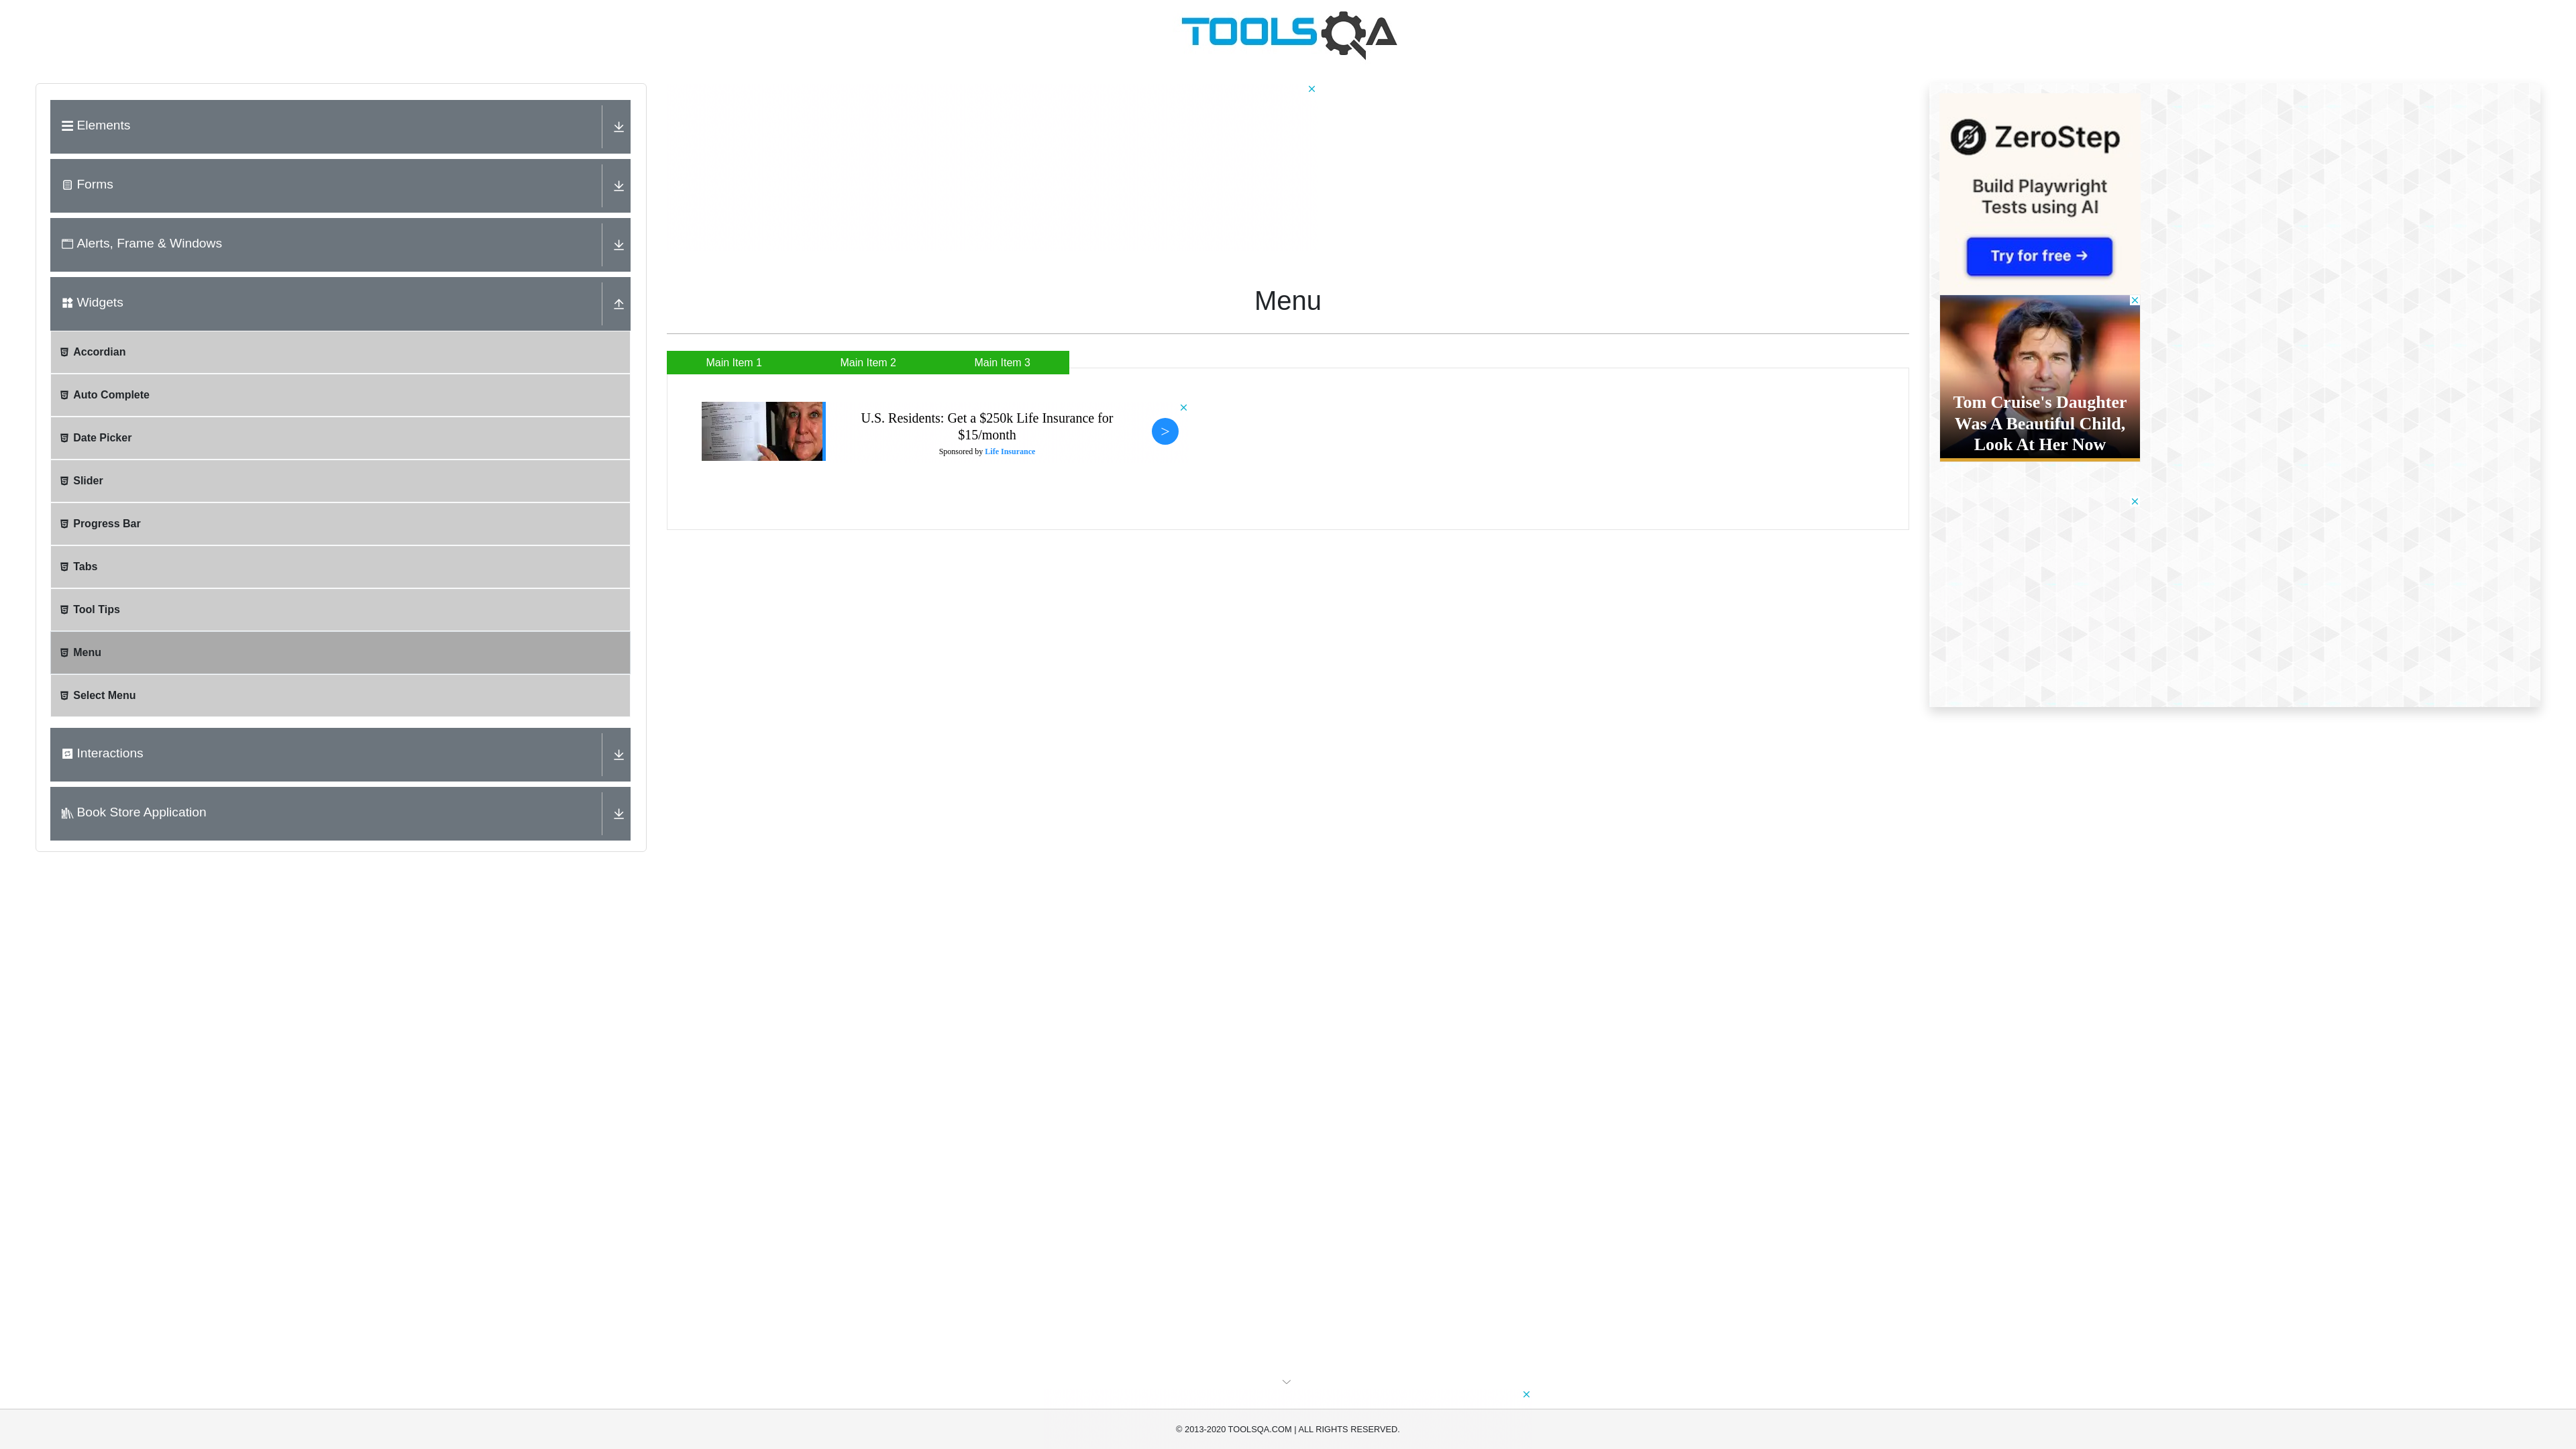 TOOLSQA
Elements
Forms
Alerts, Frame & Windows
Widgets
Accordian
Auto Complete
Date Picker
Slider
Progress Bar
Tabs
Tool Tips
Menu
Select Menu
Interactions
Book Store Application
Menu
Main Item 1
Main Item 2
Main Item 3
U.S. Residents: Get a $250k Life Insurance for
$15/month
Sponsored by Life Insurance
>
ZeroStep
Build Playwright
Tests using AI
Try for free →
Tom Cruise's Daughter
Was A Beautiful Child,
Look At Her Now
© 2013-2020 TOOLSQA.COM | ALL RIGHTS RESERVED.